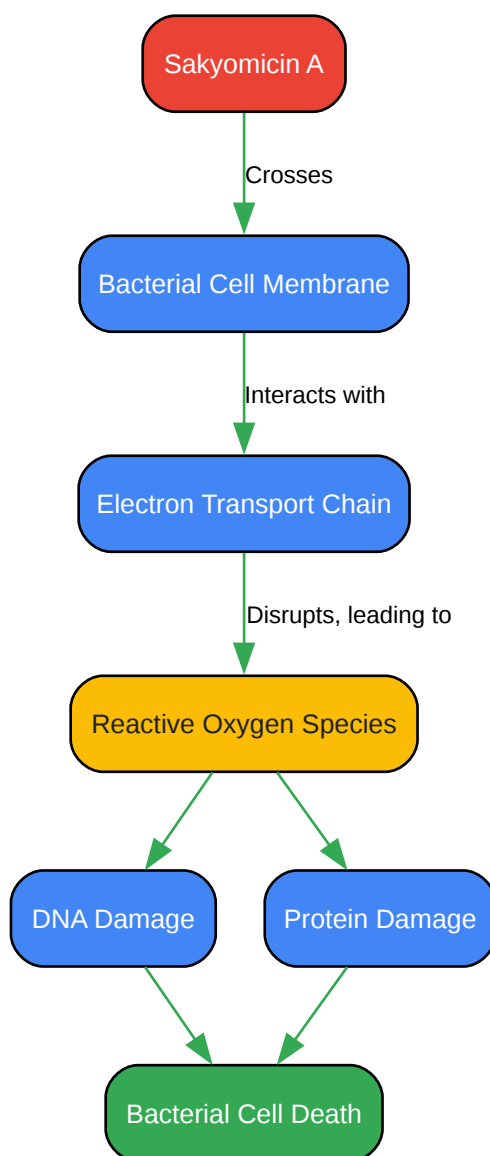 Sakyomicin A
Crosses
Bacterial Cell Membrane
Interacts with
Electron Transport Chain
Disrupts, leading to
Reactive Oxygen Species
DNA Damage
Protein Damage
Bacterial Cell Death